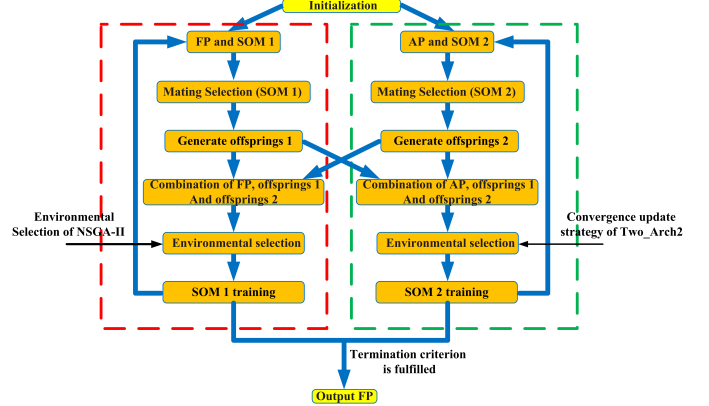 Initialization
FP and SOM 1
AP and SOM 2
Mating Selection (SOM 1)
Mating Selection (SOM 2)
Generate offsprings 1
Generate offsprings 2
Combination of FP, offsprings 1
And offsprings 2
Combination of AP, offsprings 1
And offsprings 2
Environmental
Selection of NSGA-II
Environmental selection
Environmental selection
Convergence update
strategy of Two_Arch2
SOM 1 training
SOM 2 training
Termination criterion
is fulfilled
Output FP